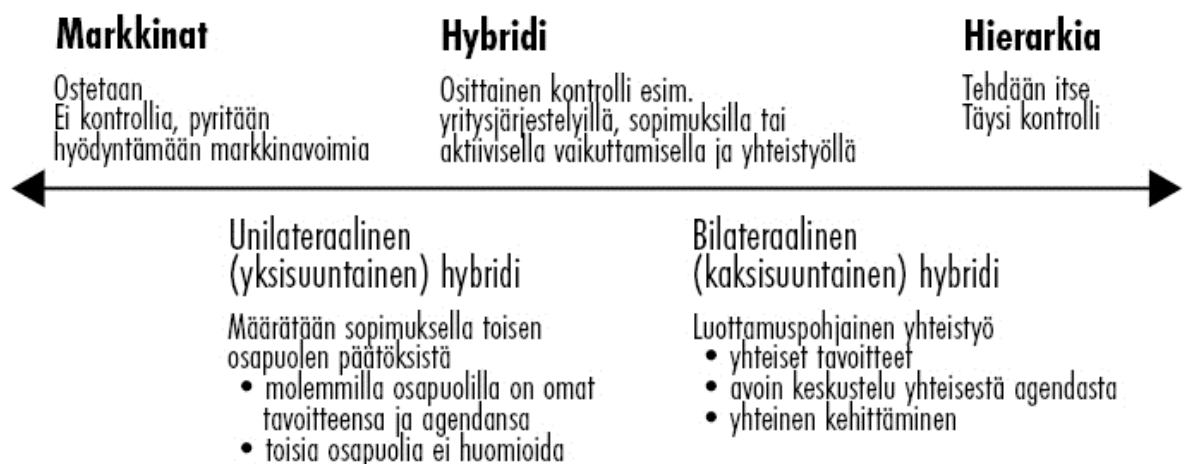 Markkinat
Ostetaan
Ei kontrollia, pyritään
hyödyntämään markkinavoimia
Hybridi
Osittainen kontrolli esim.
yritysjärjestelyillä, sopimuksilla tai
aktiivisella vaikuttamisella ja yhteistyöllä
Hierarkia
Tehdään itse
Täysi kontrolli
Unilateraalinen
(yksisuuntainen) hybridi
Määrätään sopimuksella toisen
osapuolen päätöksistä
• molemmilla osapuolilla on omat
tavoitteensa ja agendansa
• toisia osapuolia ei huomioida
Bilateraalinen
(kaksisuuntainen) hybridi
Luottamuspohjainen yhteistyö
• yhteiset tavoitteet
• avoin keskustelu yhteisestä agendasta
• yhteinen kehittäminen